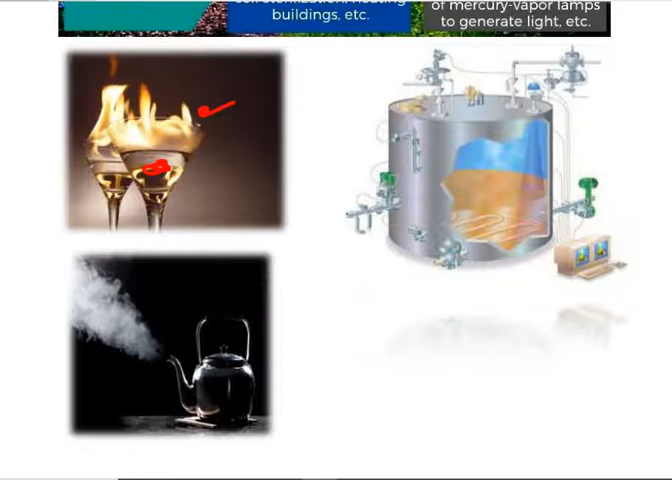 buildings, etc.
of mercury-vapor lamps
to generate light, etc.